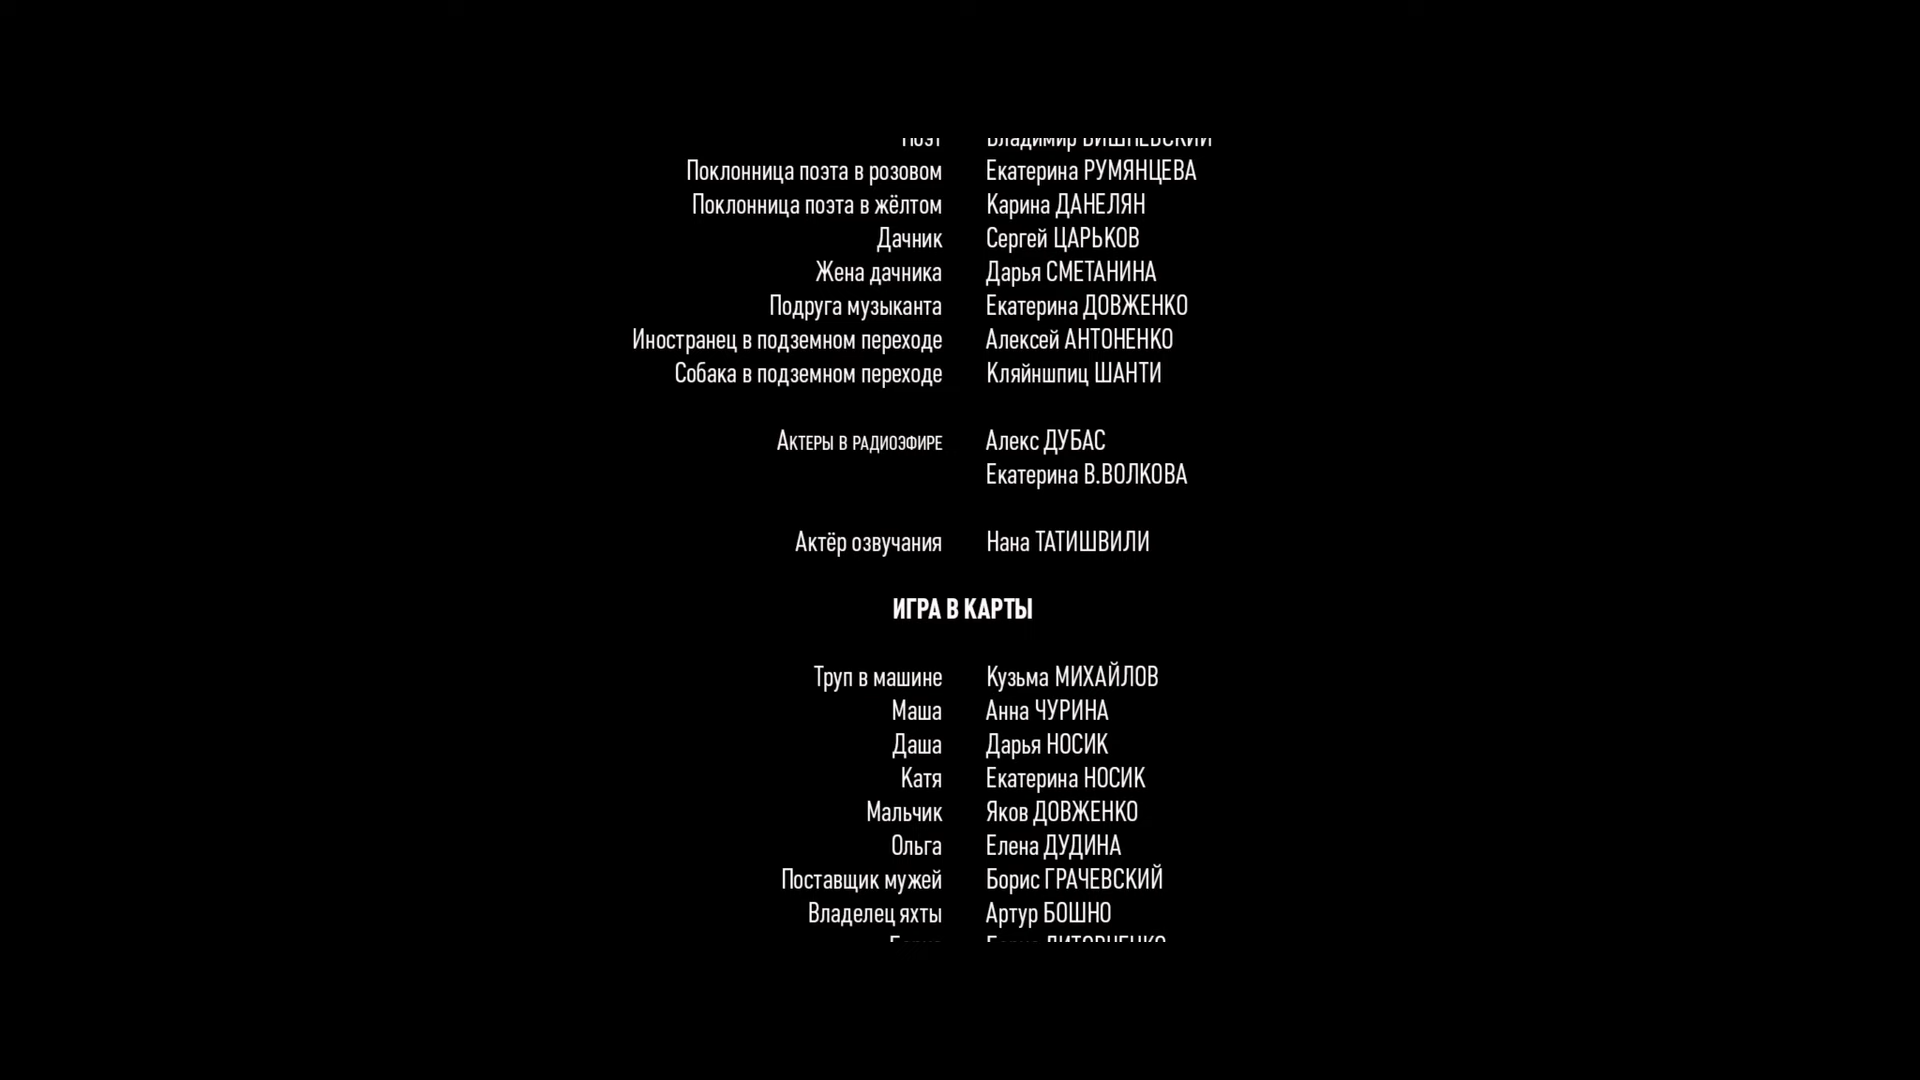 Поэт Владимир ВИШНЕВСКИЙ
Поклонница поэта в розовом Екатерина РУМЯНЦЕВА
Поклонница поэта в жёлтом Карина ДАНЕЛЯН
Дачник Сергей ЦАРЬКОВ
Жена дачника Дарья СМЕТАНИНА
Подруга музыканта Екатерина ДОВЖЕНКО
Иностранец в подземном переходе Алексей АНТОНЕНКО
Собака в подземном переходе Кляйншпиц ШАНТИ
АКТЕРЫ В РАДИОЭФИРЕ Алекс ДУБАС
Екатерина В.ВОЛКОВА
Актёр озвучания Нана ТАТИШВИЛИ
ИГРА В КАРТЫ
Труп в машине Кузьма МИХАЙЛОВ
Маша Анна ЧУРИНА
Даша Дарья НОСИК
Катя Екатерина НОСИК
Мальчик Яков ДОВЖЕНКО
Ольга Елена ДУДИНА
Поставщик мужей Борис ГРАЧЕВСКИЙ
Владелец яхты Артур БОШНО